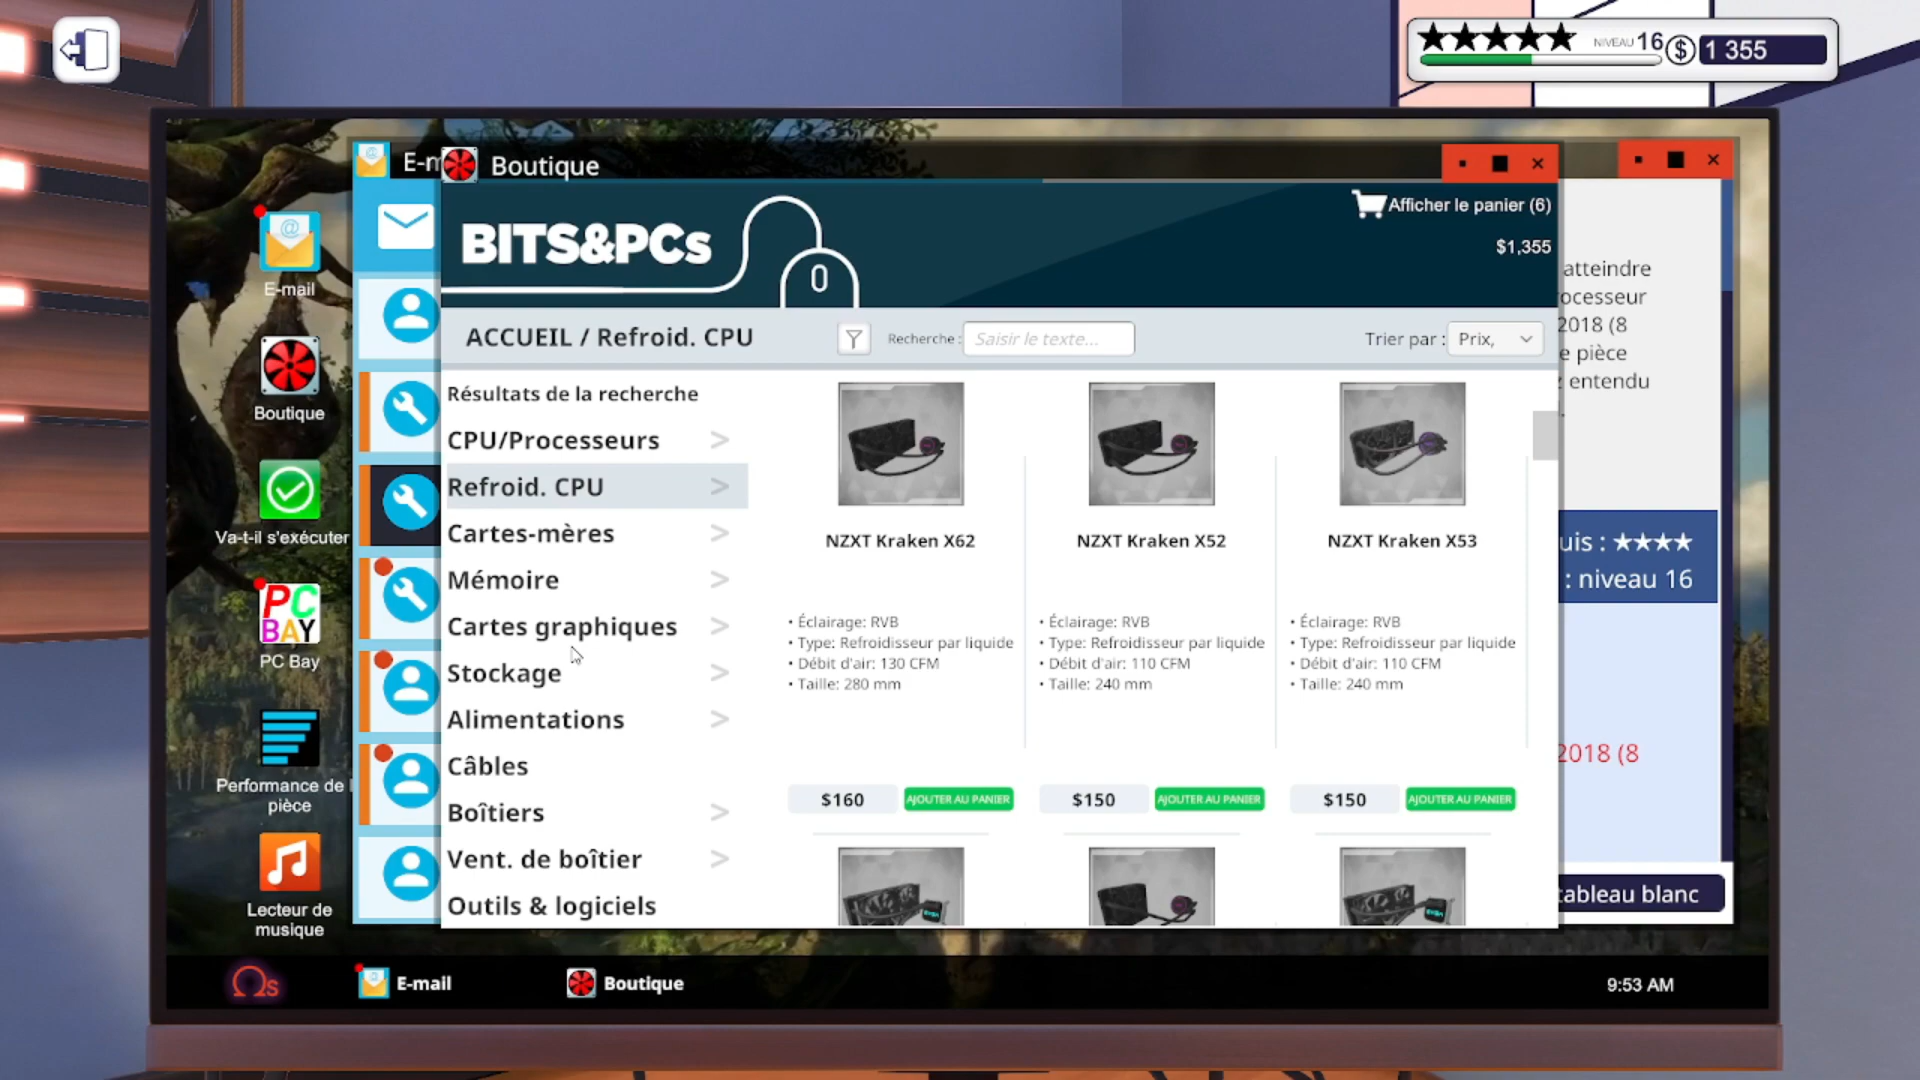 NIVEAU 16
$ 1 355
E-m
Boutique
Afficher le panier (6)
$1,355
BITS&PCs
ACCUEIL / Refroid. CPU
Recherche :
Saisir le texte...
Trier par :
Prix,
Résultats de la recherche
CPU/Processeurs >
Refroid. CPU >
Cartes-mères >
Mémoire >
Cartes graphiques >
Stockage >
Alimentations >
Câbles
Boîtiers >
Vent. de boîtier >
Outils & logiciels
NZXT Kraken X62
• Éclairage: RVB
• Type: Refroidisseur par liquide
• Débit d'air: 130 CFM
• Taille: 280 mm
$160
AJOUTER AU PANIER
NZXT Kraken X52
• Éclairage: RVB
• Type: Refroidisseur par liquide
• Débit d'air: 110 CFM
• Taille: 240 mm
$150
AJOUTER AU PANIER
NZXT Kraken X53
• Éclairage: RVB
• Type: Refroidisseur par liquide
• Débit d'air: 110 CFM
• Taille: 240 mm
$150
AJOUTER AU PANIER
atteindre
ocesseur
2018 (8
e pièce
entendu
uis : ★★★★
: niveau 16
2018 (8
tableau blanc
E-mail
Boutique
Va-t-il s'exécuter
PC
BAY
PC Bay
Performance de l
pièce
Lecteur de
musique
Ωs
E-mail
Boutique
9:53 AM